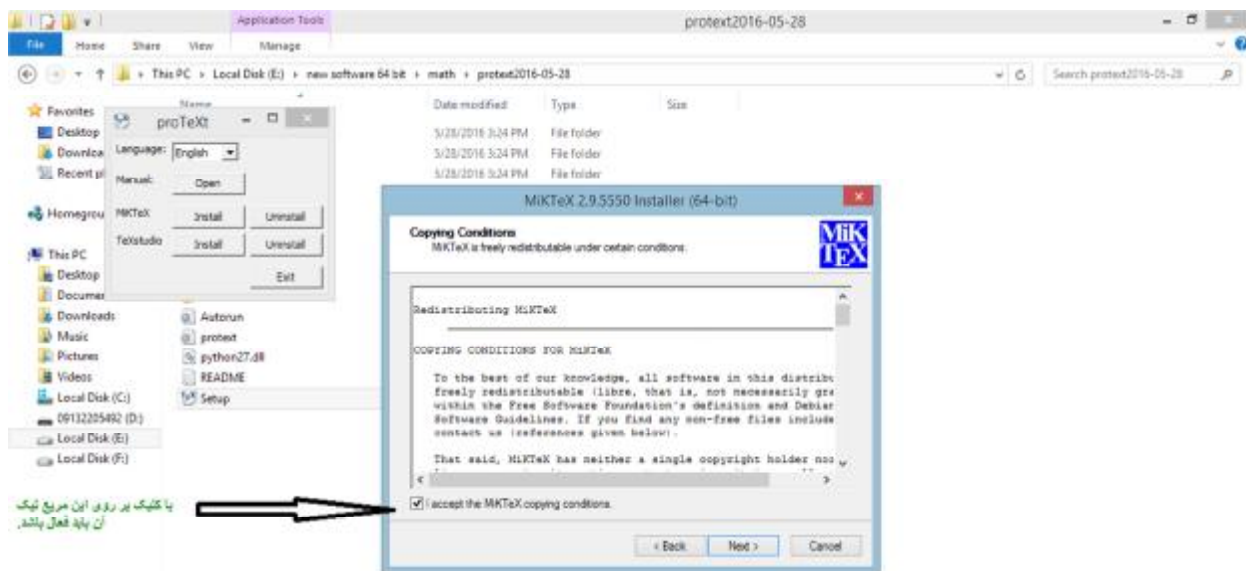 Application Tools
protext2016-05-28
File Home Share View Manage
This PC Local Disk (E:) new software 64 bit math protext2016-05-28
Search protext2016-05-28
Name Date modified Type Size
Favorites
Desktop
Downloa
Recent pl
Homegrou
This PC
Desktop
Documen
Downloads
Music
Pictures
Videos
Local Disk (C:)
09132205492 (D:)
Local Disk (E:)
Local Disk (F:)
5/28/2016 3:24 PM File folder
5/28/2016 3:24 PM File folder
5/28/2016 3:24 PM File folder
proTeXt
Language: English
Manual: Open
MiKTeX Install Uninstall
TeXstudio Install Uninstall
Exit
Autorun
protext
python27.dll
README
Setup
MiKTeX 2.9.5550 Installer (64-bit)
Copying Conditions
MiKTeX is freely redistributable under certain conditions.
MiK
TEX
Redistributing MiKTeX
COPYING CONDITIONS FOR MiKTeX
To the best of our knowledge, all software in this distribu
freely redistributable (libre, that is, not necessarily gra
within the Free Software Foundation's definition and Debian
Software Guidelines. If you find any non-free files include
contact us (references given below).
That said, MiKTeX has neither a single copyright holder nor
I accept the MiKTeX copying conditions.
< Back Next > Cancel
با کلیک بر روی این مربع تیک
آن باید فعال باشد.